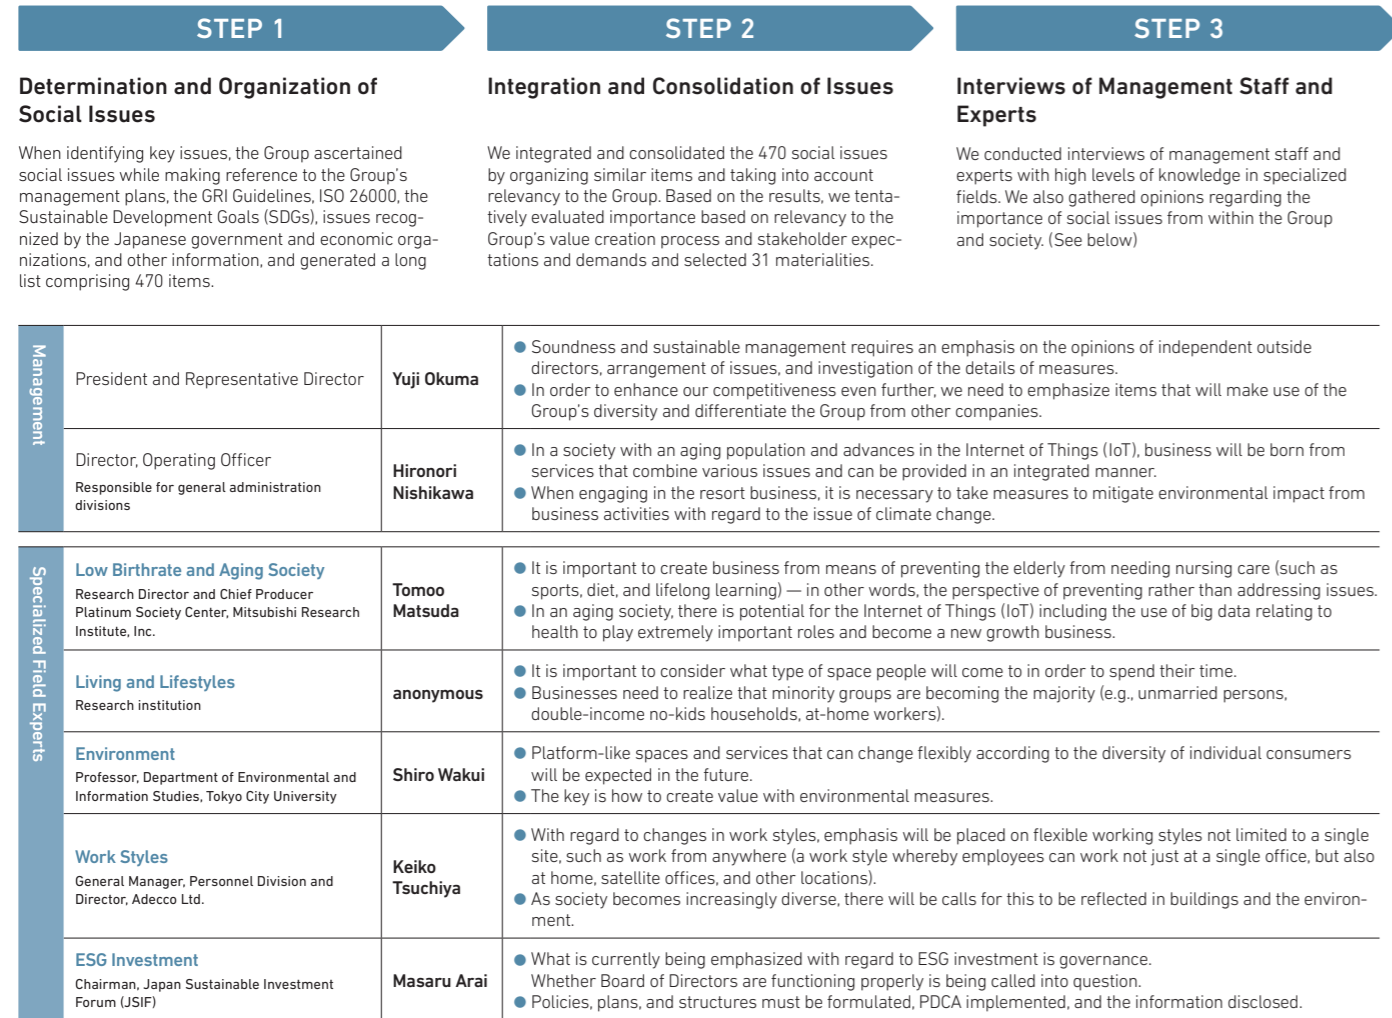 STEP 1
STEP 2
STEP 3
Determination and Organization of
Social Issues
When identifying key issues, the Group ascertained
social issues while making reference to the Group's
management plans, the GRI Guidelines, ISO 26000, the
Sustainable Development Goals (SDGs), issues recog-
nized by the Japanese government and economic orga-
nizations, and other information, and generated a long
list comprising 470 items.
Integration and Consolidation of Issues
We integrated and consolidated the 470 social issues
by organizing similar items and taking into account
relevancy to the Group. Based on the results, we tenta-
tively evaluated importance based on relevancy to the
Group's value creation process and stakeholder expec-
tations and demands and selected 31 materialities.
Interviews of Management Staff and
Experts
We conducted interviews of management staff and
experts with high levels of knowledge in specialized
fields. We also gathered opinions regarding the
importance of social issues from within the Group
and society. (See below)
Management
President and Representative Director
Yuji Okuma
● Soundness and sustainable management requires an emphasis on the opinions of independent outside
directors, arrangement of issues, and investigation of the details of measures.
● In order to enhance our competitiveness even further, we need to emphasize items that will make use of the
Group's diversity and differentiate the Group from other companies.
Director, Operating Officer
Responsible for general administration
divisions
Hironori
Nishikawa
● In a society with an aging population and advances in the Internet of Things (IoT), business will be born from
services that combine various issues and can be provided in an integrated manner.
● When engaging in the resort business, it is necessary to take measures to mitigate environmental impact from
business activities with regard to the issue of climate change.
Specialized Field Experts
Low Birthrate and Aging Society
Research Director and Chief Producer
Platinum Society Center, Mitsubishi Research
Institute, Inc.
Tomoo
Matsuda
● It is important to create business from means of preventing the elderly from needing nursing care (such as
sports, diet, and lifelong learning) — in other words, the perspective of preventing rather than addressing issues.
● In an aging society, there is potential for the Internet of Things (IoT) including the use of big data relating to
health to play extremely important roles and become a new growth business.
Living and Lifestyles
Research institution
anonymous
● It is important to consider what type of space people will come to in order to spend their time.
● Businesses need to realize that minority groups are becoming the majority (e.g., unmarried persons,
double-income no-kids households, at-home workers).
Environment
Professor, Department of Environmental and
Information Studies, Tokyo City University
Shiro Wakui
● Platform-like spaces and services that can change flexibly according to the diversity of individual consumers
will be expected in the future.
● The key is how to create value with environmental measures.
Work Styles
General Manager, Personnel Division and
Director, Adecco Ltd.
Keiko
Tsuchiya
● With regard to changes in work styles, emphasis will be placed on flexible working styles not limited to a single
site, such as work from anywhere (a work style whereby employees can work not just at a single office, but also
at home, satellite offices, and other locations).
● As society becomes increasingly diverse, there will be calls for this to be reflected in buildings and the environ-
ment.
ESG Investment
Chairman, Japan Sustainable Investment
Forum (JSIF)
Masaru Arai
● What is currently being emphasized with regard to ESG investment is governance.
Whether Board of Directors are functioning properly is being called into question.
● Policies, plans, and structures must be formulated, PDCA implemented, and the information disclosed.